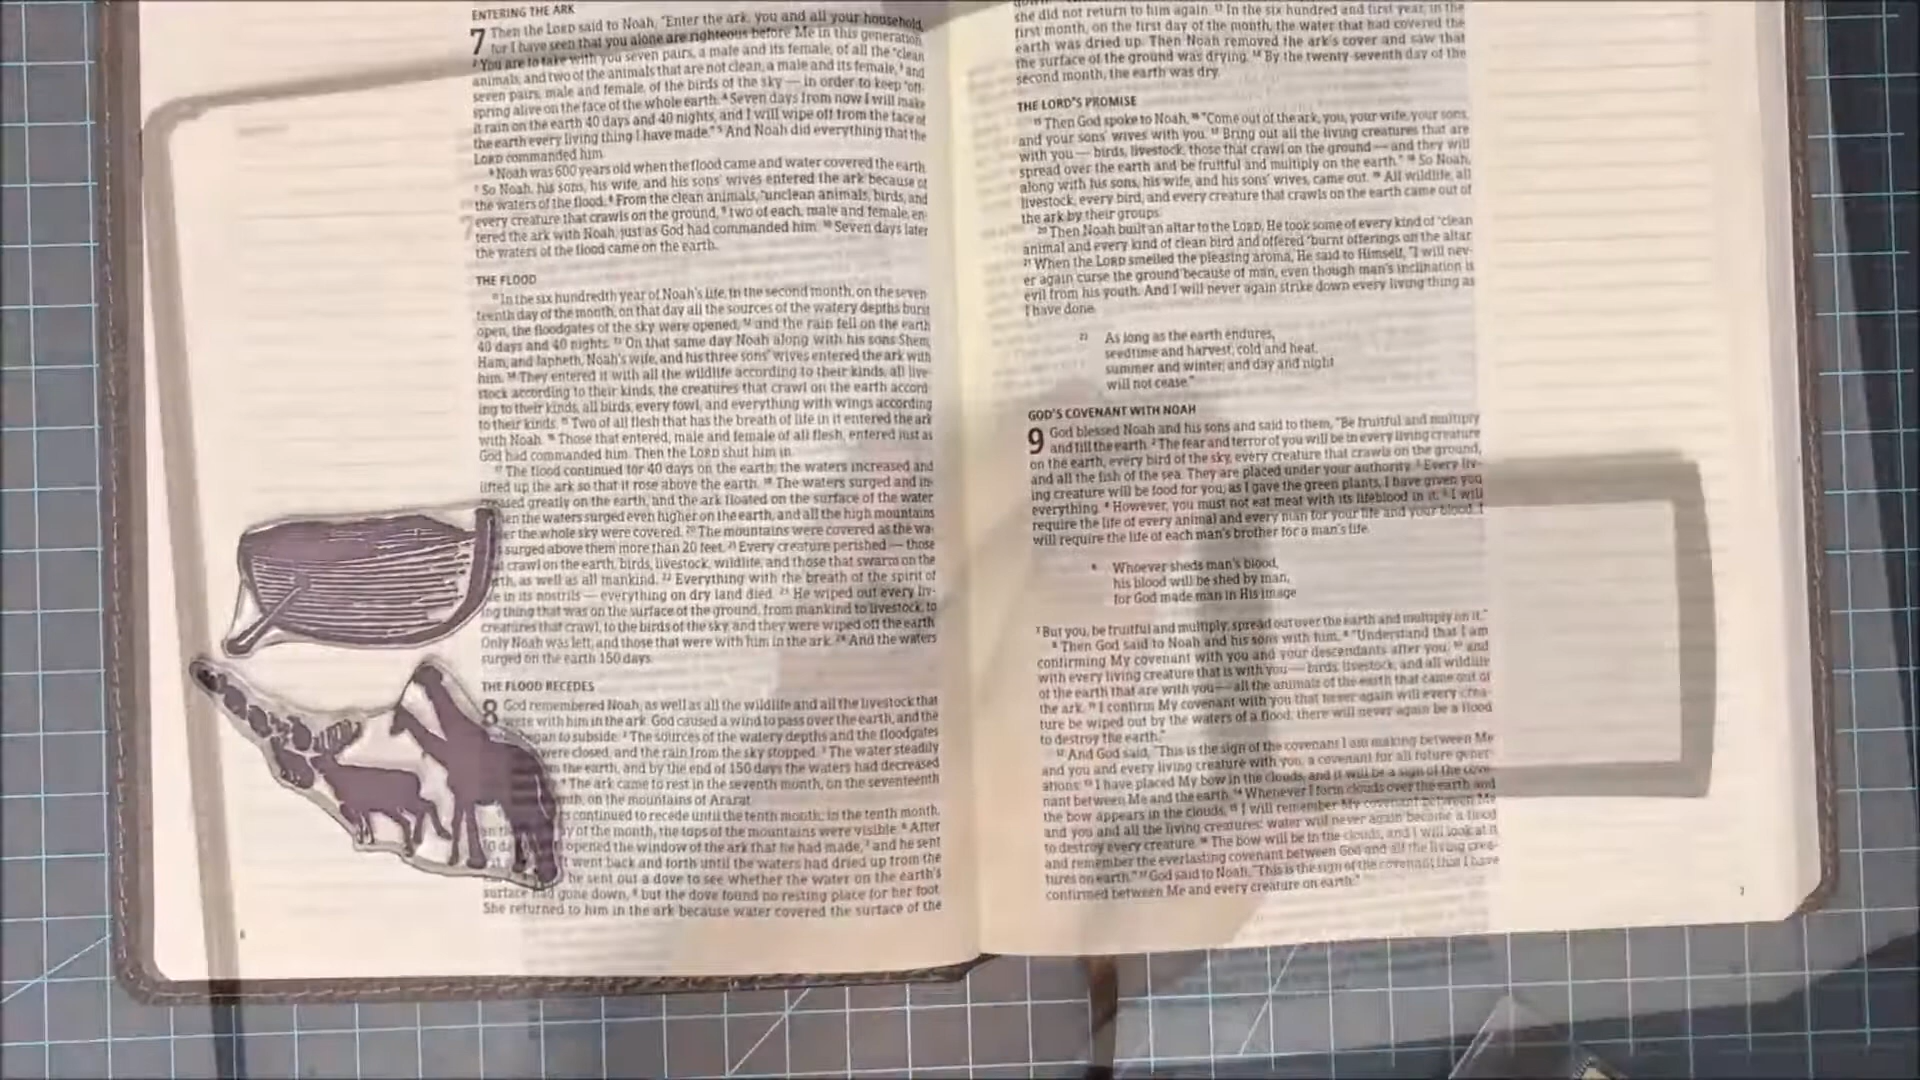 ENTERING THE ARK
7 Then the LORD said to Noah, "Enter the ark, you and all your household,
for I have seen that you alone are righteous before Me in this generation.
² You are to take with you seven pairs, a male and its female, of all the °clean
animals, and two of the animals that are not clean, a male and its female, ³ and
seven pairs, male and female, of the birds of the sky — in order to keep °off-
spring alive on the face of the whole earth. ⁴ Seven days from now I will make
it rain on the earth 40 days and 40 nights, and I will wipe off from the face of
the earth every living thing I have made." ⁵ And Noah did everything that the
LORD commanded him.
⁶ Noah was 600 years old when the flood came and water covered the earth.
⁷ So Noah, his sons, his wife, and his sons' wives entered the ark because of
the waters of the flood. ⁸ From the clean animals, °unclean animals, birds, and
every creature that crawls on the ground, ⁹ two of each, male and female, en-
tered the ark with Noah, just as God had commanded him. ¹⁰ Seven days later
the waters of the flood came on the earth.
THE FLOOD
¹¹ In the six hundredth year of Noah's life, in the second month, on the seven-
teenth day of the month, on that day all the sources of the watery depths burst
open, the floodgates of the sky were opened, ¹² and the rain fell on the earth
40 days and 40 nights. ¹³ On that same day Noah along with his sons Shem,
Ham, and Japheth, Noah's wife, and his three sons' wives entered the ark with
him. ¹⁴ They entered it with all the wildlife according to their kinds, all live-
stock according to their kinds, the creatures that crawl on the earth accord-
ing to their kinds, all birds, every fowl, and everything with wings according
to their kinds. ¹⁵ Two of all flesh that has the breath of life in it entered the ark
with Noah. ¹⁶ Those that entered, male and female of all flesh, entered just as
God had commanded him. Then the LORD shut him in.
¹⁷ The flood continued for 40 days on the earth; the waters increased and
lifted up the ark so that it rose above the earth. ¹⁸ The waters surged and in-
creased greatly on the earth, and the ark floated on the surface of the water
en the waters surged even higher on the earth, and all the high mountains
er the whole sky were covered. ²⁰ The mountains were covered as the wa-
surged above them more than 20 feet. ²¹ Every creature perished — those
crawl on the earth, birds, livestock, wildlife, and those that swarm on the
rth, as well as all mankind. ²² Everything with the breath of the spirit of
e in its nostrils — everything on dry land died. ²³ He wiped out every liv-
ing thing that was on the surface of the ground, from mankind to livestock, to
creatures that crawl, to the birds of the sky, and they were wiped off the earth
Only Noah was left, and those that were with him in the ark. ²⁴ And the waters
surged on the earth 150 days.
THE FLOOD RECEDES
8 God remembered Noah, as well as all the wildlife and all the livestock that
were with him in the ark. God caused a wind to pass over the earth, and the
began to subside. ² The sources of the watery depths and the floodgates
were closed, and the rain from the sky stopped. ³ The water steadily
the earth, and by the end of 150 days the waters had decreased
⁴ The ark came to rest in the seventh month, on the seventeenth
nth, on the mountains of Ararat.
s continued to recede until the tenth month; in the tenth month,
y of the month, the tops of the mountains were visible. ⁶ After
opened the window of the ark that he had made, ⁷ and he sent
t went back and forth until the waters had dried up from the
he sent out a dove to see whether the water on the earth's
surface had gone down, ⁹ but the dove found no resting place for her foot.
She returned to him in the ark because water covered the surface of the
6
she did not return to him again. ¹³ In the six hundred and first year, in the
first month, on the first day of the month, the water that had covered the
earth was dried up. Then Noah removed the ark's cover and saw that
the surface of the ground was drying. ¹⁴ By the twenty-seventh day of the
second month, the earth was dry.
THE LORD'S PROMISE
¹⁵ Then God spoke to Noah, ¹⁶ "Come out of the ark, you, your wife, your sons,
and your sons' wives with you. ¹⁷ Bring out all the living creatures that are
with you — birds, livestock, those that crawl on the ground — and they will
spread over the earth and be fruitful and multiply on the earth." ¹⁸ So Noah,
along with his sons, his wife, and his sons' wives, came out. ¹⁹ All wildlife, all
livestock, every bird, and every creature that crawls on the earth came out of
the ark by their groups.
²⁰ Then Noah built an altar to the LORD. He took some of every kind of °clean
animal and every kind of clean bird and offered °burnt offerings on the altar.
²¹ When the LORD smelled the pleasing aroma, He said to Himself, "I will nev-
er again curse the ground because of man, even though man's inclination is
evil from his youth. And I will never again strike down every living thing as
I have done.
²² As long as the earth endures,
seedtime and harvest, cold and heat,
summer and winter, and day and night
will not cease."
GOD'S COVENANT WITH NOAH
9 God blessed Noah and his sons and said to them, "Be fruitful and multiply
and fill the earth. ² The fear and terror of you will be in every living creature
on the earth, every bird of the sky, every creature that crawls on the ground,
and all the fish of the sea. They are placed under your authority. ³ Every liv-
ing creature will be food for you; as I gave the green plants, I have given you
everything. ⁴ However, you must not eat meat with its lifeblood in it. ⁵ I will
require the life of every animal and every man for your life and your blood. I
will require the life of each man's brother for a man's life.
⁶ Whoever sheds man's blood,
his blood will be shed by man,
for God made man in His image
⁷ But you, be fruitful and multiply; spread out over the earth and multiply on it."
⁸ Then God said to Noah and his sons with him, ⁹ "Understand that I am
confirming My covenant with you and your descendants after you, ¹⁰ and
with every living creature that is with you — birds, livestock, and all wildlife
of the earth that are with you — all the animals of the earth that came out of
the ark. ¹¹ I confirm My covenant with you that never again will every crea-
ture be wiped out by the waters of a flood; there will never again be a flood
to destroy the earth."
¹² And God said, "This is the sign of the covenant I am making between Me
and you and every living creature with you, a covenant for all future gener-
ations: ¹³ I have placed My bow in the clouds, and it will be a sign of the cove-
nant between Me and the earth. ¹⁴ Whenever I form clouds over the earth and
the bow appears in the clouds, ¹⁵ I will remember My covenant between Me
and you and all the living creatures: water will never again become a flood
to destroy every creature. ¹⁶ The bow will be in the clouds, and I will look at it
and remember the everlasting covenant between God and all the living crea-
tures on earth." ¹⁷ God said to Noah, "This is the sign of the covenant that I have
confirmed between Me and every creature on earth."
7